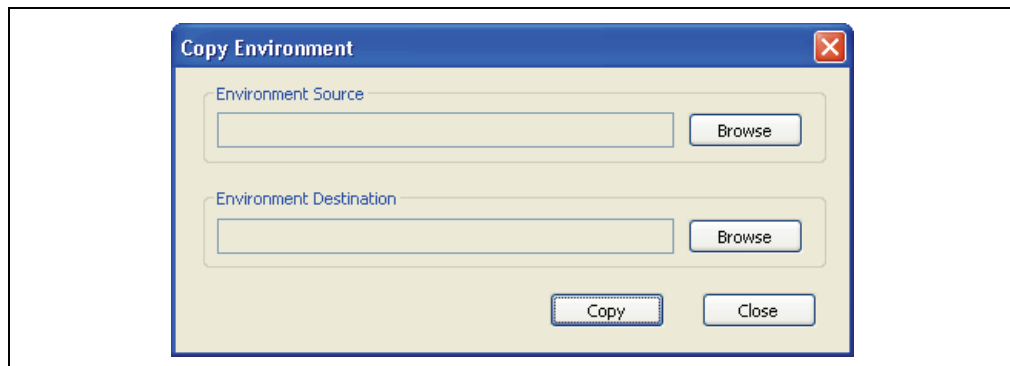 Copy Environment
Environment Source
Browse
Environment Destination
Browse
Copy Close